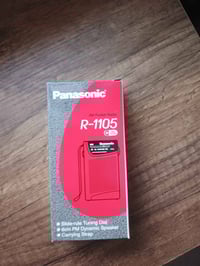 Panasonic
R-1105
• Slide-rule Tuning Dial
• 6cm PM Dynamic Speaker
• Carrying Strap